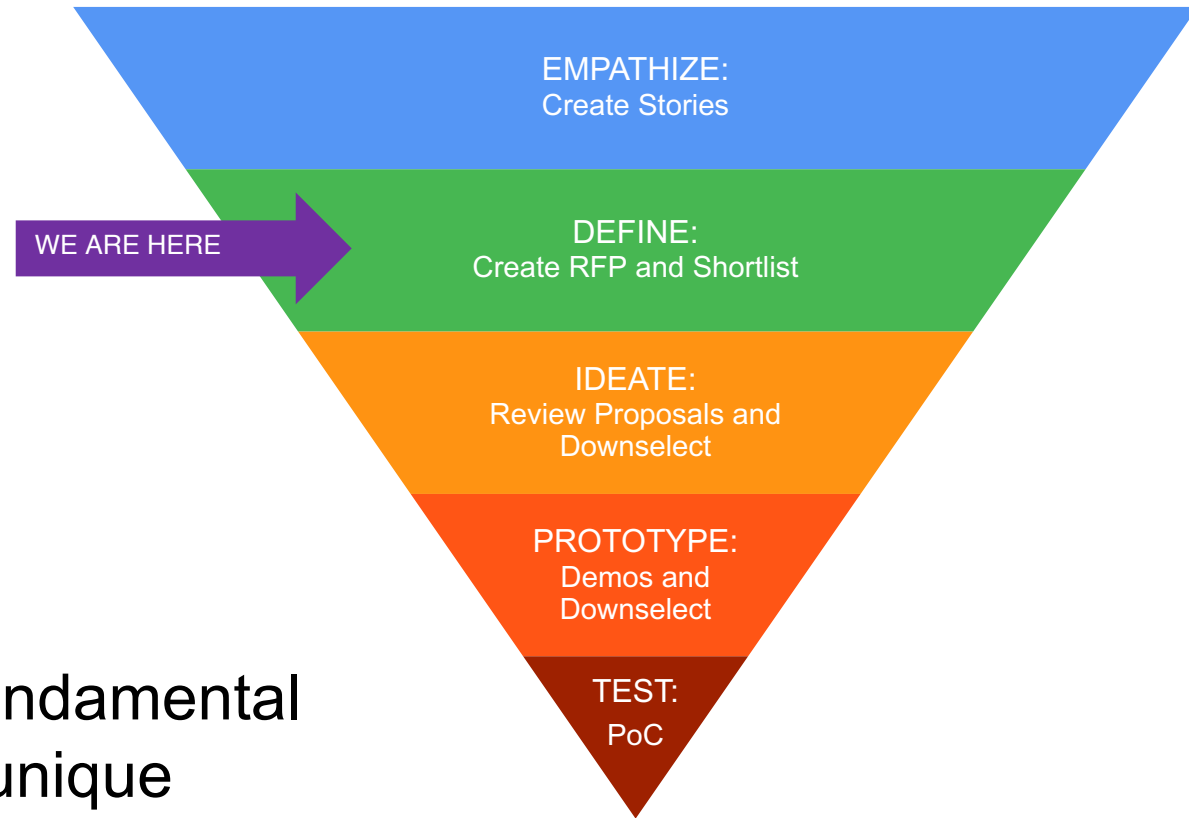 EMPATHIZE:
Create Stories
WE ARE HERE
DEFINE:
Create RFP and Shortlist
IDEATE:
Review Proposals and
Downselect
PROTOTYPE:
Demos and
Downselect
TEST:
PoC
ndamental
unique